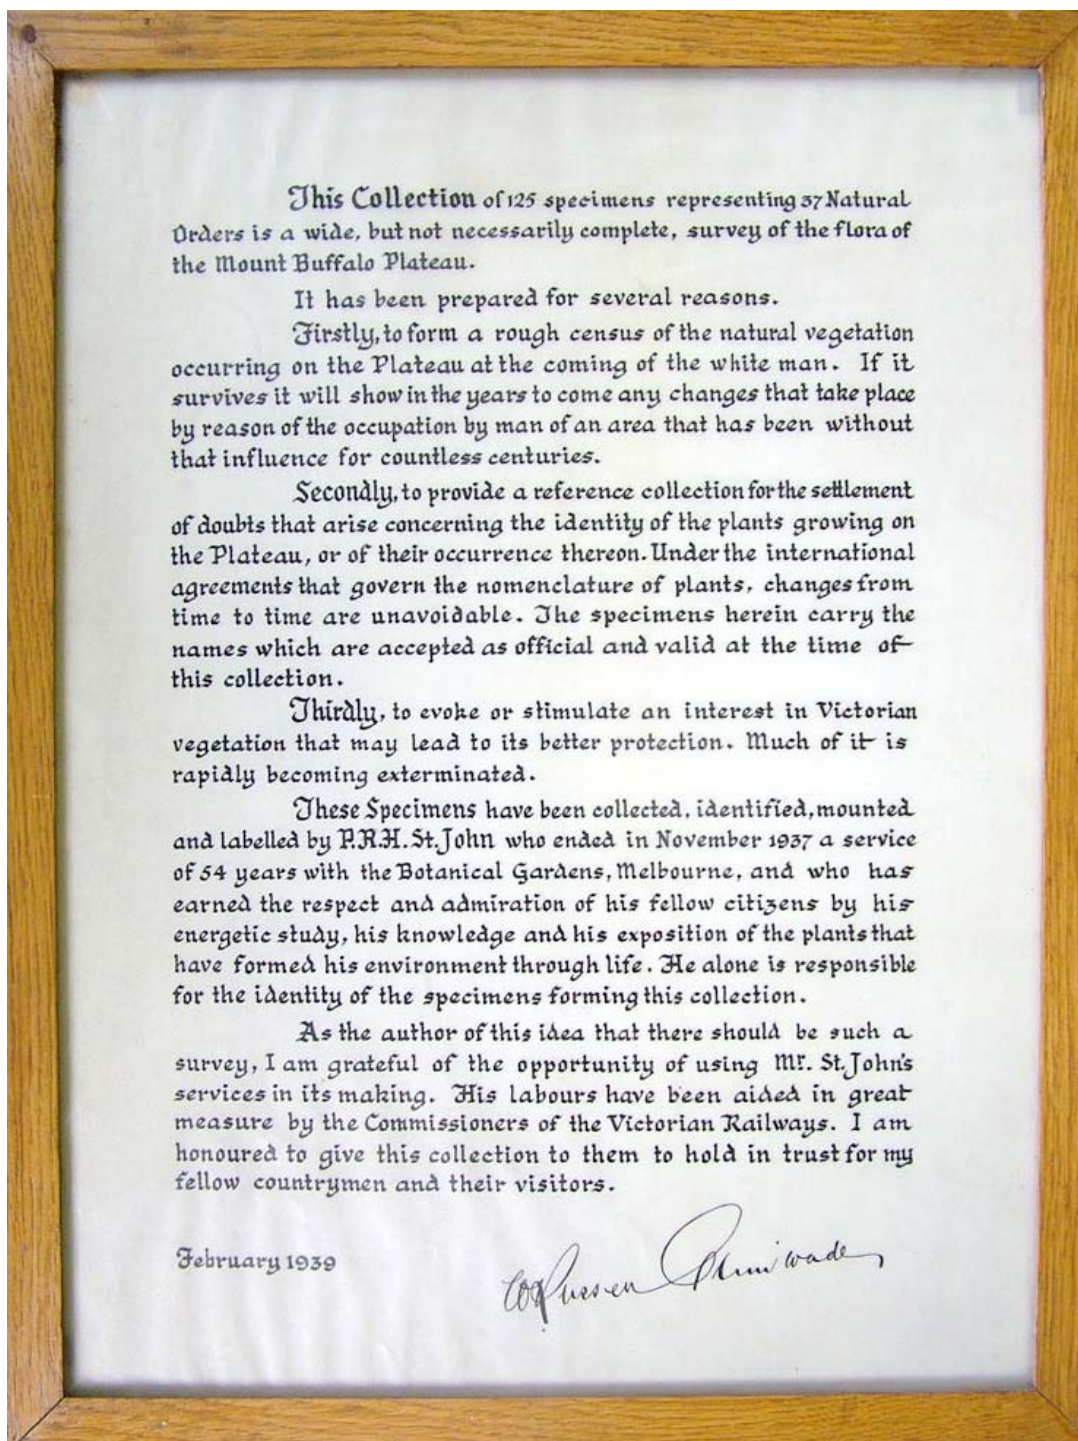 This Collection of 125 specimens representing 37 Natural
Orders is a wide, but not necessarily complete, survey of the flora of
the Mount Buffalo Plateau.
It has been prepared for several reasons.
Firstly, to form a rough census of the natural vegetation
occurring on the Plateau at the coming of the white man. If it
survives it will show in the years to come any changes that take place
by reason of the occupation by man of an area that has been without
that influence for countless centuries.
Secondly, to provide a reference collection for the settlement
of doubts that arise concerning the identity of the plants growing on
the Plateau, or of their occurrence thereon. Under the international
agreements that govern the nomenclature of plants, changes from
time to time are unavoidable. The specimens herein carry the
names which are accepted as official and valid at the time of
this collection.
Thirdly, to evoke or stimulate an interest in Victorian
vegetation that may lead to its better protection. Much of it is
rapidly becoming exterminated.
These Specimens have been collected, identified, mounted
and labelled by P.R.H. St. John who ended in November 1937 a service
of 54 years with the Botanical Gardens, Melbourne, and who has
earned the respect and admiration of his fellow citizens by his
energetic study, his knowledge and his exposition of the plants that
have formed his environment through life. He alone is responsible
for the identity of the specimens forming this collection.
As the author of this idea that there should be such a
survey, I am grateful of the opportunity of using Mr. St. John's
services in its making. His labours have been aided in great
measure by the Commissioners of the Victorian Railways. I am
honoured to give this collection to them to hold in trust for my
fellow countrymen and their visitors.
February 1939
W Russell Grimwade